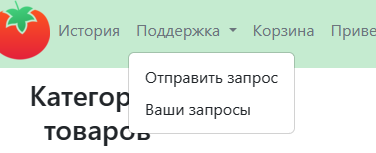 История Поддержка Корзина Приве
Отправить запрос
Категор
Ваши запросы
товаров